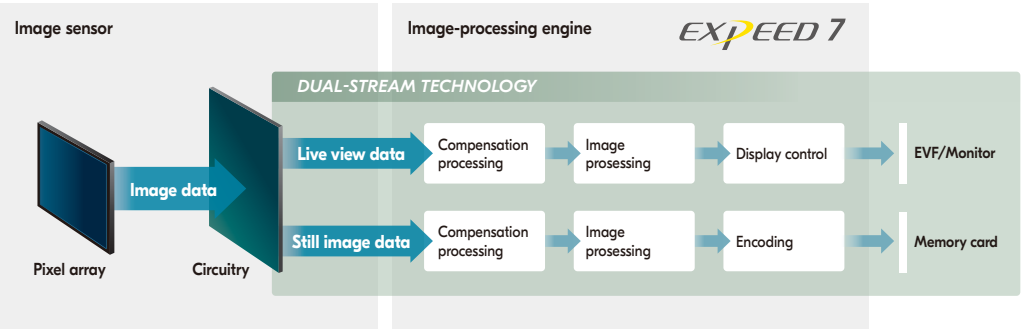 Image sensor
Image-processing engine
EXPEED 7
DUAL-STREAM TECHNOLOGY
Live view data
Compensation
processing
Image
prosessing
Display control
EVF/Monitor
Image data
Still image data
Compensation
processing
Image
prosessing
Encoding
Memory card
Pixel array
Circuitry